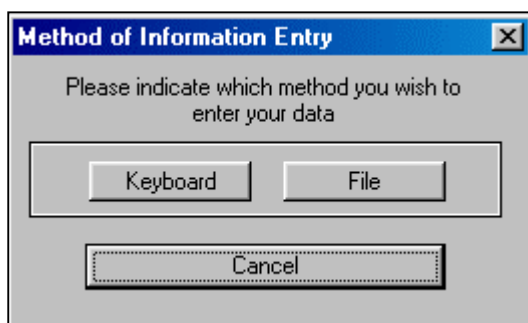 Method of Information Entry
Please indicate which method you wish to
enter your data
Keyboard File
Cancel